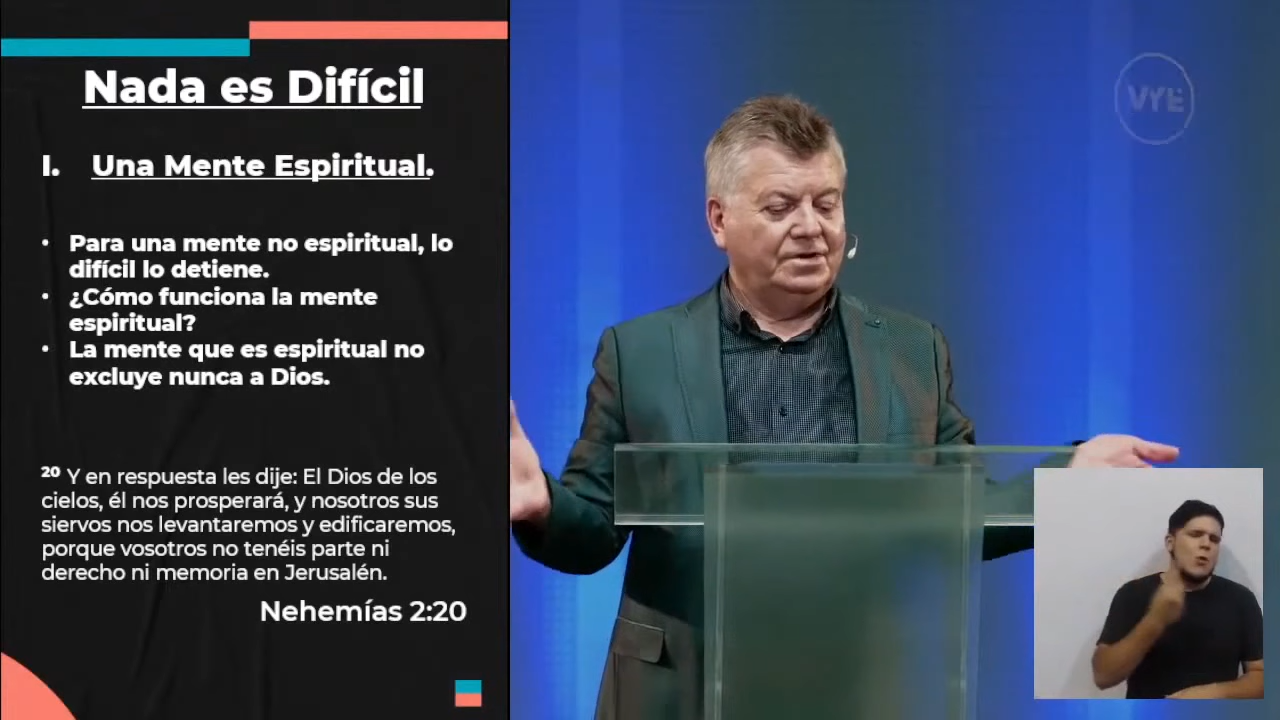 Nada es Difícil
I. Una Mente Espiritual.
• Para una mente no espiritual, lo
difícil lo detiene.
• ¿Cómo funciona la mente
espiritual?
• La mente que es espiritual no
excluye nunca a Dios.
20 Y en respuesta les dije: El Dios de los
cielos, él nos prosperará, y nosotros sus
siervos nos levantaremos y edificaremos,
porque vosotros no tenéis parte ni
derecho ni memoria en Jerusalén.
Nehemías 2:20
VYE